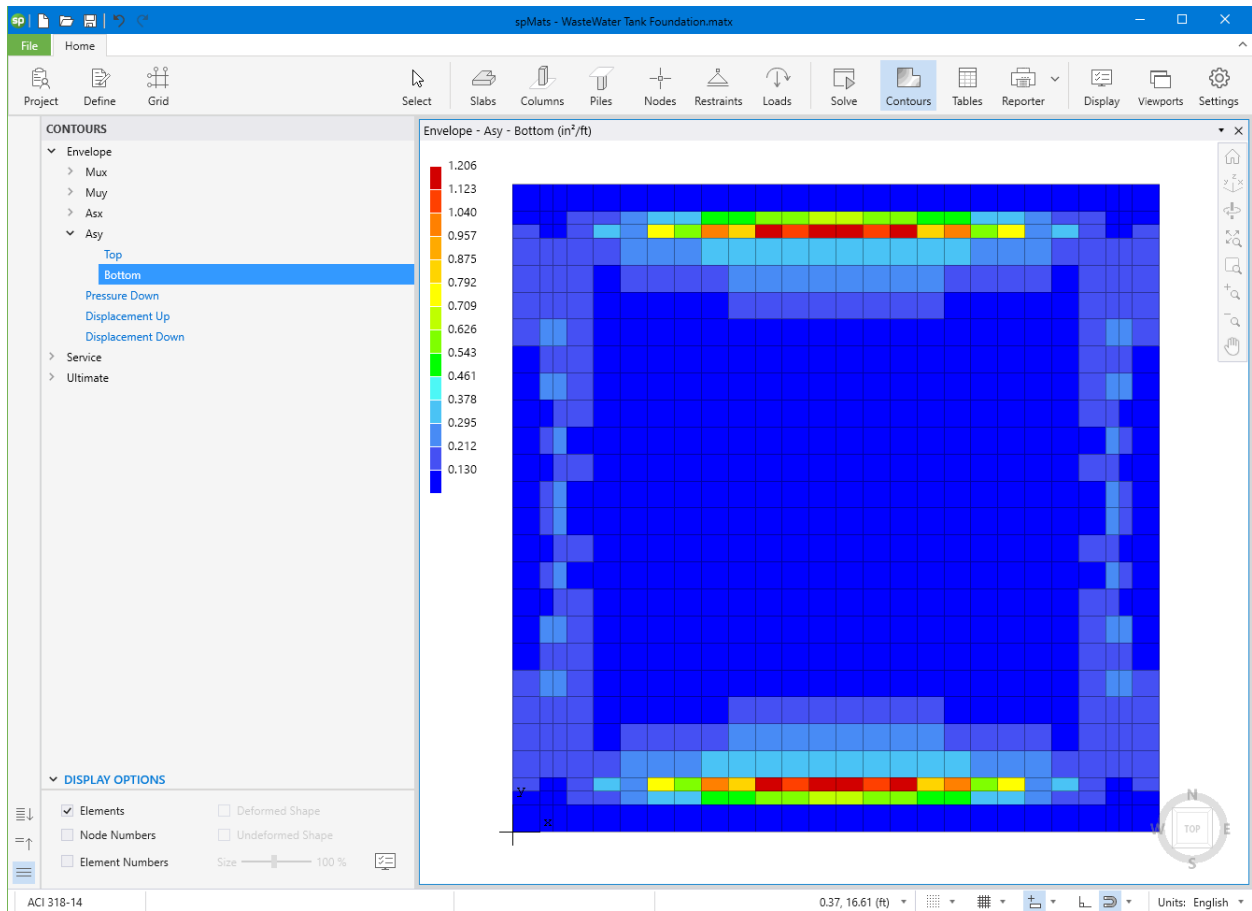 sp
spMats - WasteWater Tank Foundation.matx
File Home
Project Define Grid Select Slabs Columns Piles Nodes Restraints Loads Solve Contours Tables Reporter Display Viewports Settings
CONTOURS
Envelope
Mux
Muy
Asx
Asy
Top
Bottom
Pressure Down
Displacement Up
Displacement Down
Service
Ultimate
DISPLAY OPTIONS
Elements Deformed Shape
Node Numbers Undeformed Shape
Element Numbers Size 100 %
Envelope - Asy - Bottom (in²/ft)
1.206
1.123
1.040
0.957
0.875
0.792
0.709
0.626
0.543
0.461
0.378
0.295
0.212
0.130
y
x
z
y x
N
W TOP E
S
ACI 318-14 0.37, 16.61 (ft) Units: English